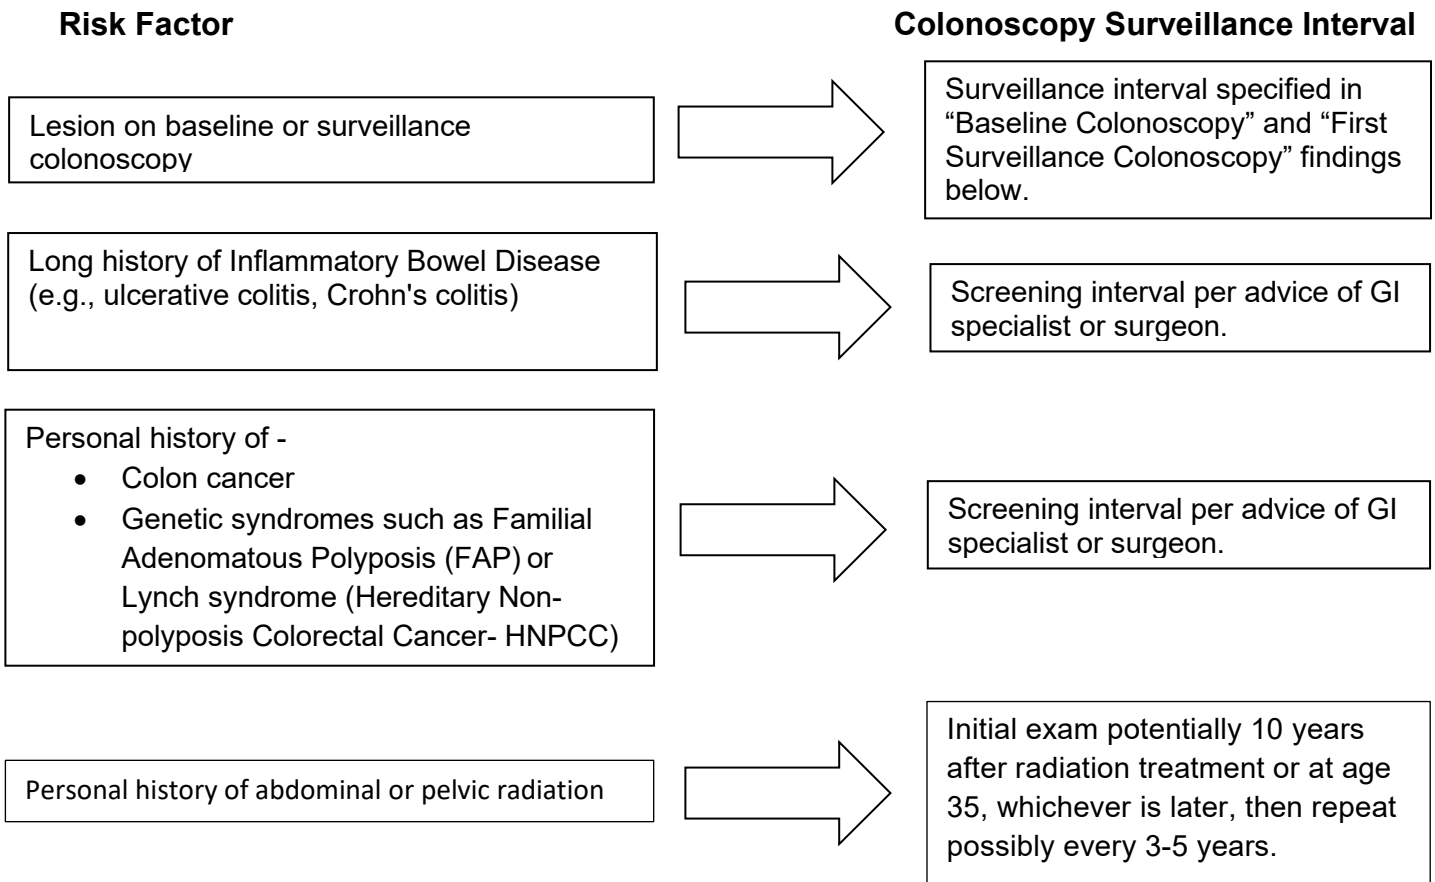 Risk Factor
Colonoscopy Surveillance Interval
Lesion on baseline or surveillance
colonoscopy
Surveillance interval specified in
“Baseline Colonoscopy” and “First
Surveillance Colonoscopy” findings
below.
Long history of Inflammatory Bowel Disease
(e.g., ulcerative colitis, Crohn's colitis)
Screening interval per advice of GI
specialist or surgeon.
Personal history of -
• Colon cancer
• Genetic syndromes such as Familial
Adenomatous Polyposis (FAP) or
Lynch syndrome (Hereditary Non-
polyposis Colorectal Cancer- HNPCC)
Screening interval per advice of GI
specialist or surgeon.
Personal history of abdominal or pelvic radiation
Initial exam potentially 10 years
after radiation treatment or at age
35, whichever is later, then repeat
possibly every 3-5 years.